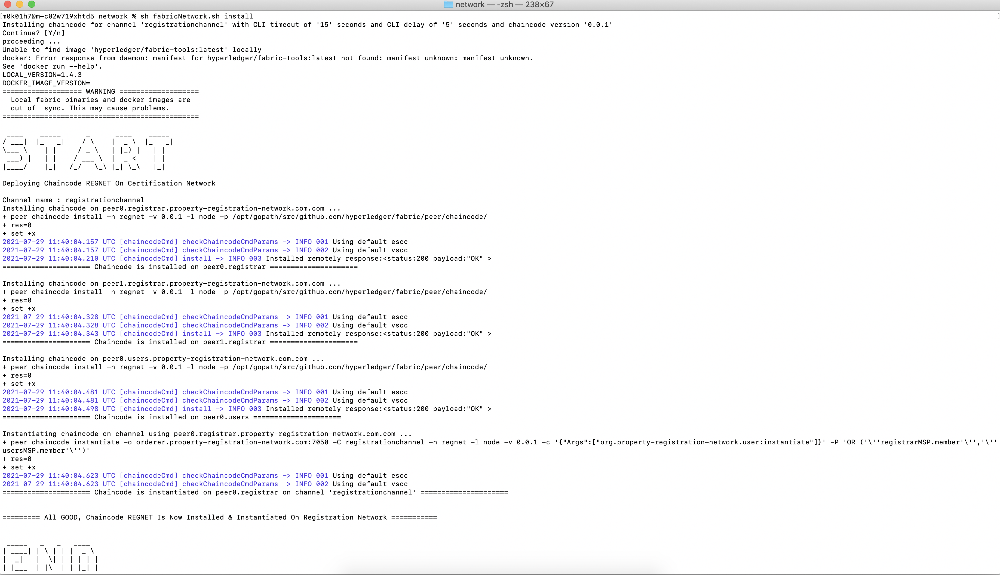 network — -zsh — 238×67
m0k01h7@m-c02w719xhtd5 network % sh fabricNetwork.sh install
Installing chaincode for channel 'registrationchannel' with CLI timeout of '15' seconds and CLI delay of '5' seconds and chaincode version '0.0.1'
Continue? [Y/n]
proceeding ...
Unable to find image 'hyperledger/fabric-tools:latest' locally
docker: Error response from daemon: manifest for hyperledger/fabric-tools:latest not found: manifest unknown: manifest unknown.
See 'docker run --help'.
LOCAL_VERSION=1.4.3
DOCKER_IMAGE_VERSION=
=================== WARNING ===================
  Local fabric binaries and docker images are
  out of  sync. This may cause problems.
===============================================
START
Deploying Chaincode REGNET On Certification Network
Channel name : registrationchannel
Installing chaincode on peer0.registrar.property-registration-network.com.com ...
+ peer chaincode install -n regnet -v 0.0.1 -l node -p /opt/gopath/src/github.com/hyperledger/fabric/peer/chaincode/
+ res=0
+ set +x
2021-07-29 11:40:04.157 UTC [chaincodeCmd] checkChaincodeCmdParams -> INFO 001 Using default escc
2021-07-29 11:40:04.157 UTC [chaincodeCmd] checkChaincodeCmdParams -> INFO 002 Using default vscc
2021-07-29 11:40:04.210 UTC [chaincodeCmd] install -> INFO 003 Installed remotely response:<status:200 payload:"OK" >
===================== Chaincode is installed on peer0.registrar =====================
Installing chaincode on peer1.registrar.property-registration-network.com.com ...
+ peer chaincode install -n regnet -v 0.0.1 -l node -p /opt/gopath/src/github.com/hyperledger/fabric/peer/chaincode/
+ res=0
+ set +x
2021-07-29 11:40:04.328 UTC [chaincodeCmd] checkChaincodeCmdParams -> INFO 001 Using default escc
2021-07-29 11:40:04.328 UTC [chaincodeCmd] checkChaincodeCmdParams -> INFO 002 Using default vscc
2021-07-29 11:40:04.343 UTC [chaincodeCmd] install -> INFO 003 Installed remotely response:<status:200 payload:"OK" >
===================== Chaincode is installed on peer1.registrar =====================
Installing chaincode on peer0.users.property-registration-network.com.com ...
+ peer chaincode install -n regnet -v 0.0.1 -l node -p /opt/gopath/src/github.com/hyperledger/fabric/peer/chaincode/
+ res=0
+ set +x
2021-07-29 11:40:04.481 UTC [chaincodeCmd] checkChaincodeCmdParams -> INFO 001 Using default escc
2021-07-29 11:40:04.481 UTC [chaincodeCmd] checkChaincodeCmdParams -> INFO 002 Using default vscc
2021-07-29 11:40:04.498 UTC [chaincodeCmd] install -> INFO 003 Installed remotely response:<status:200 payload:"OK" >
===================== Chaincode is installed on peer0.users =====================
Instantiating chaincode on channel using peer0.registrar.property-registration-network.com.com ...
+ peer chaincode instantiate -o orderer.property-registration-network.com:7050 -C registrationchannel -n regnet -l node -v 0.0.1 -c '{"Args":["org.property-registration-network.user:instantiate"]}' -P 'OR ('\''registrarMSP.member'\'','\''
usersMSP.member'\'')'
+ res=0
+ set +x
2021-07-29 11:40:04.623 UTC [chaincodeCmd] checkChaincodeCmdParams -> INFO 001 Using default escc
2021-07-29 11:40:04.623 UTC [chaincodeCmd] checkChaincodeCmdParams -> INFO 002 Using default vscc
===================== Chaincode is instantiated on peer0.registrar on channel 'registrationchannel' =====================
========= All GOOD, Chaincode REGNET Is Now Installed & Instantiated On Registration Network ===========
END